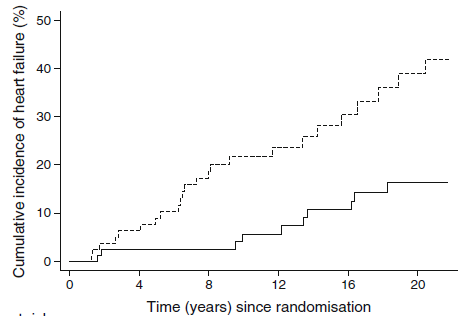 Cumulative incidence of heart failure (%)
50
40
30
20
10
0
0 4 8 12 16 20
Time (years) since randomisation